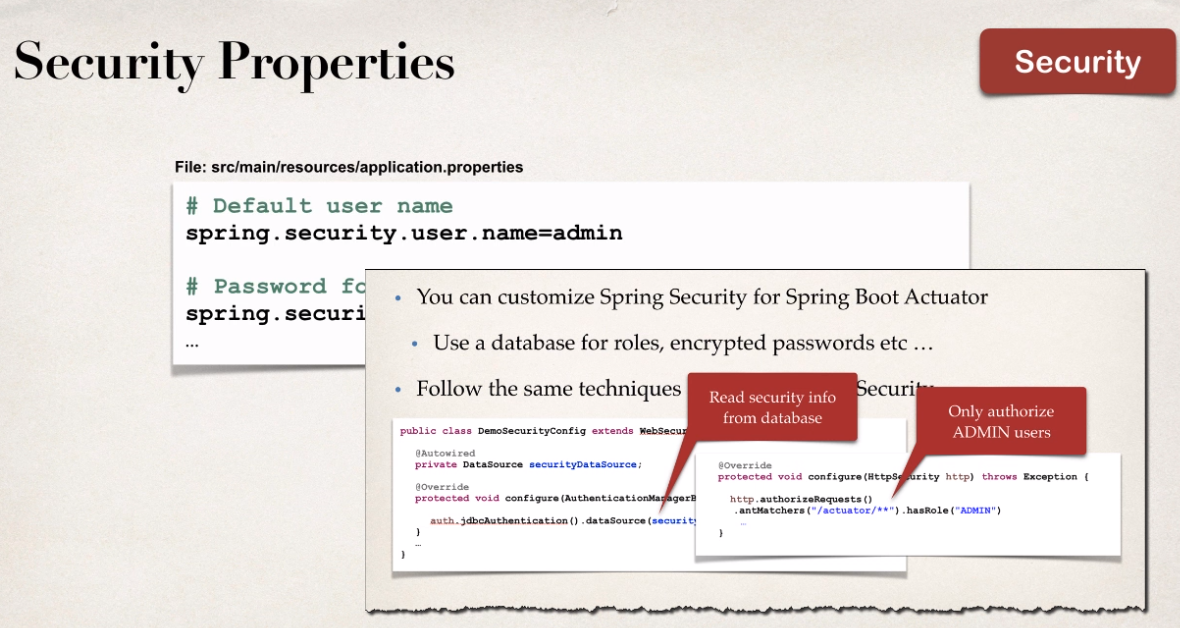 Security Properties
Security
File: src/main/resources/application.properties
# Default user name
spring.security.user.name=admin
# Password fo
spring.securi
…
• You can customize Spring Security for Spring Boot Actuator
• Use a database for roles, encrypted passwords etc …
• Follow the same techniques Security
Read security info
from database
Only authorize
ADMIN users
public class DemoSecurityConfig extends WebSecur
@Autowired
private DataSource securityDataSource;
@Override
protected void configure(AuthenticationManagerB
auth.jdbcAuthentication().dataSource(security
}
…
}
@Override
protected void configure(HttpSecurity http) throws Exception {
http.authorizeRequests()
.antMatchers("/actuator/**").hasRole("ADMIN")
…
}